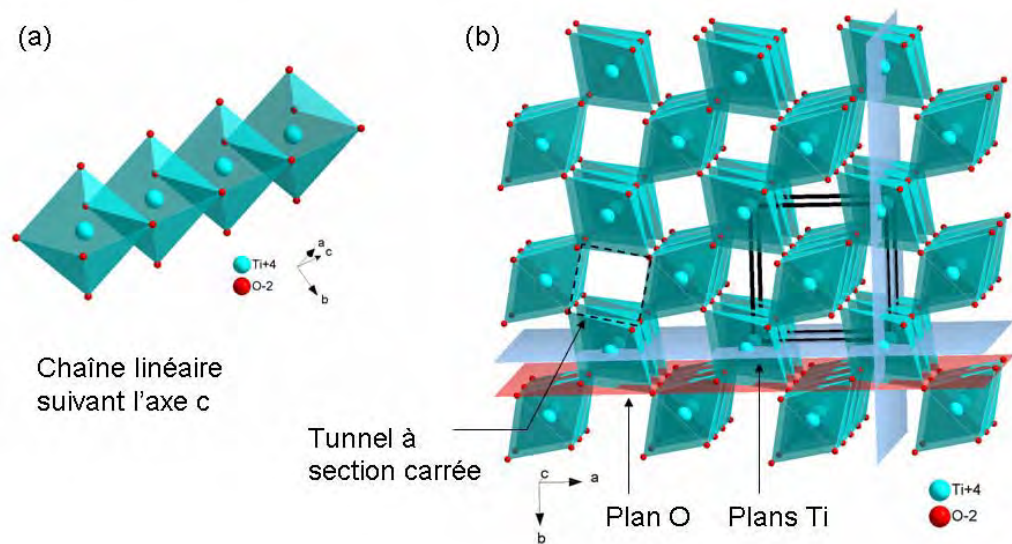 (a)
a
c
b
Ti+4
O-2
Chaîne linéaire
suivant l'axe c
(b)
Tunnel à
section carrée
c
a
b
Plan O
Plans Ti
Ti+4
O-2